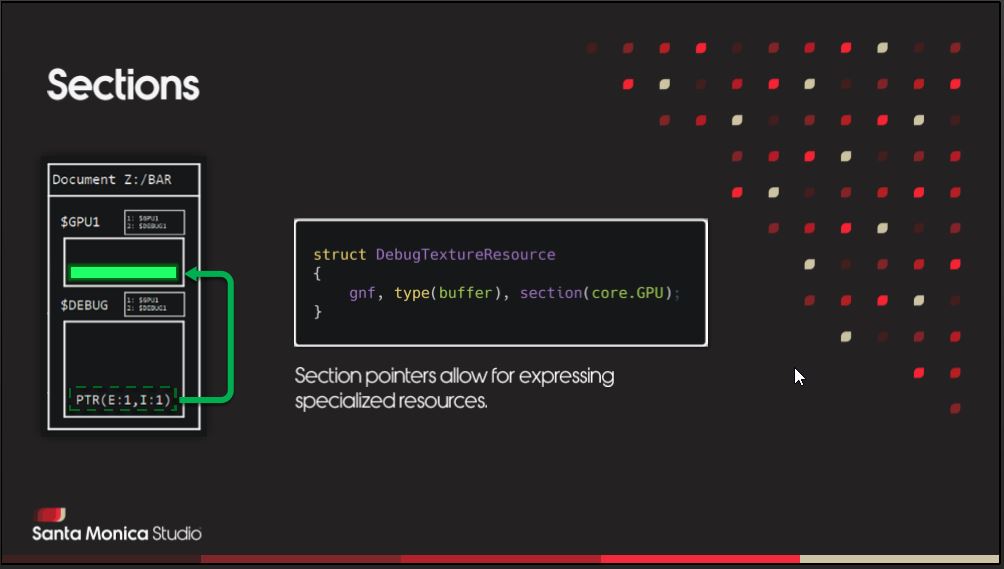 Sections
Document Z:/BAR
$GPU1
1: $GPU1
2: $DEBUG1
$DEBUG
1: $GPU1
2: $DEBUG1
PTR(E:1,I:1)
struct DebugTextureResource
{
gnf, type(buffer), section(core.GPU);
}
Section pointers allow for expressing
specialized resources.
Santa Monica Studio